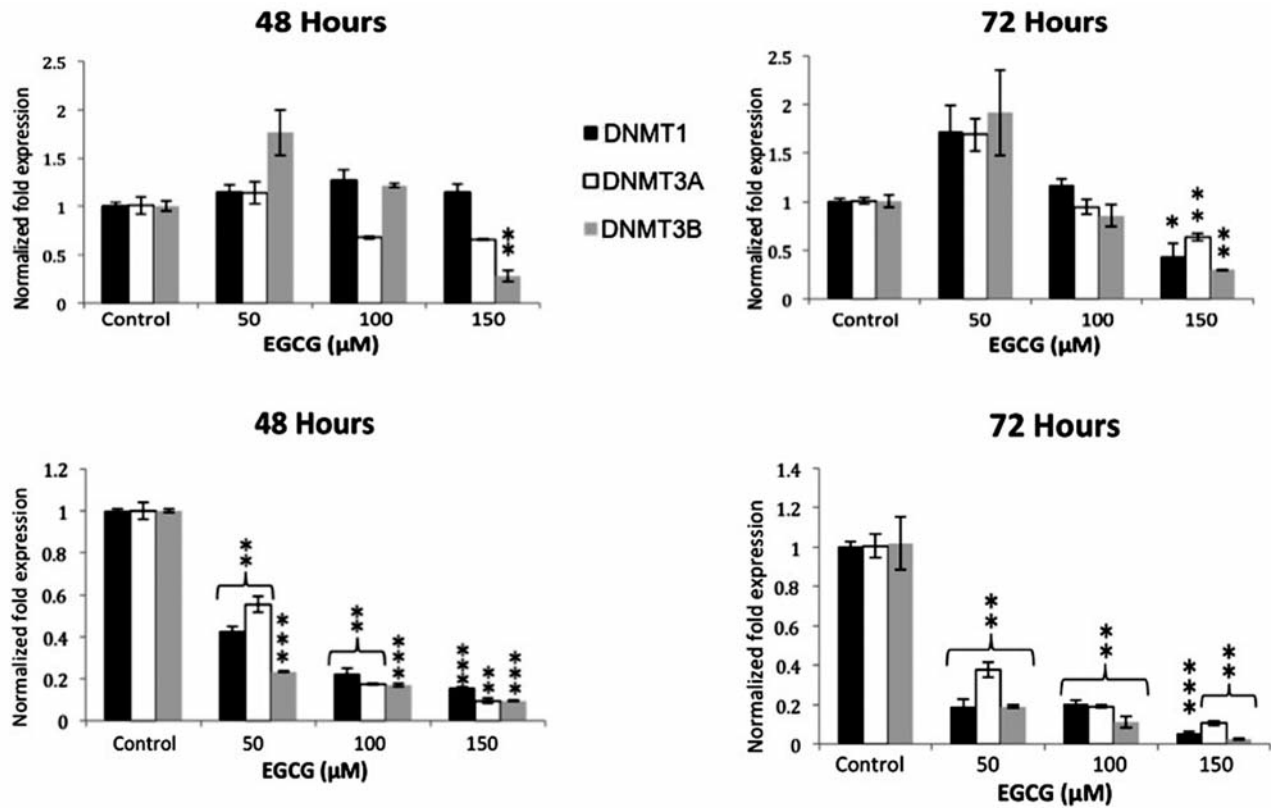 48 Hours
Normalized fold expression
2.5
2
1.5
1
0.5
0
**
Control 50 100 150
EGCG (µM)
DNMT1
DNMT3A
DNMT3B
72 Hours
Normalized fold expression
2.5
2
1.5
1
0.5
0
* ** **
Control 50 100 150
EGCG (µM)
48 Hours
Normalized fold expression
1.2
1
0.8
0.6
0.4
0.2
0
** *** ** *** *** ** ***
Control 50 100 150
EGCG (µM)
72 Hours
Normalized fold expression
1.4
1.2
1
0.8
0.6
0.4
0.2
0
** ** *** **
Control 50 100 150
EGCG (µM)